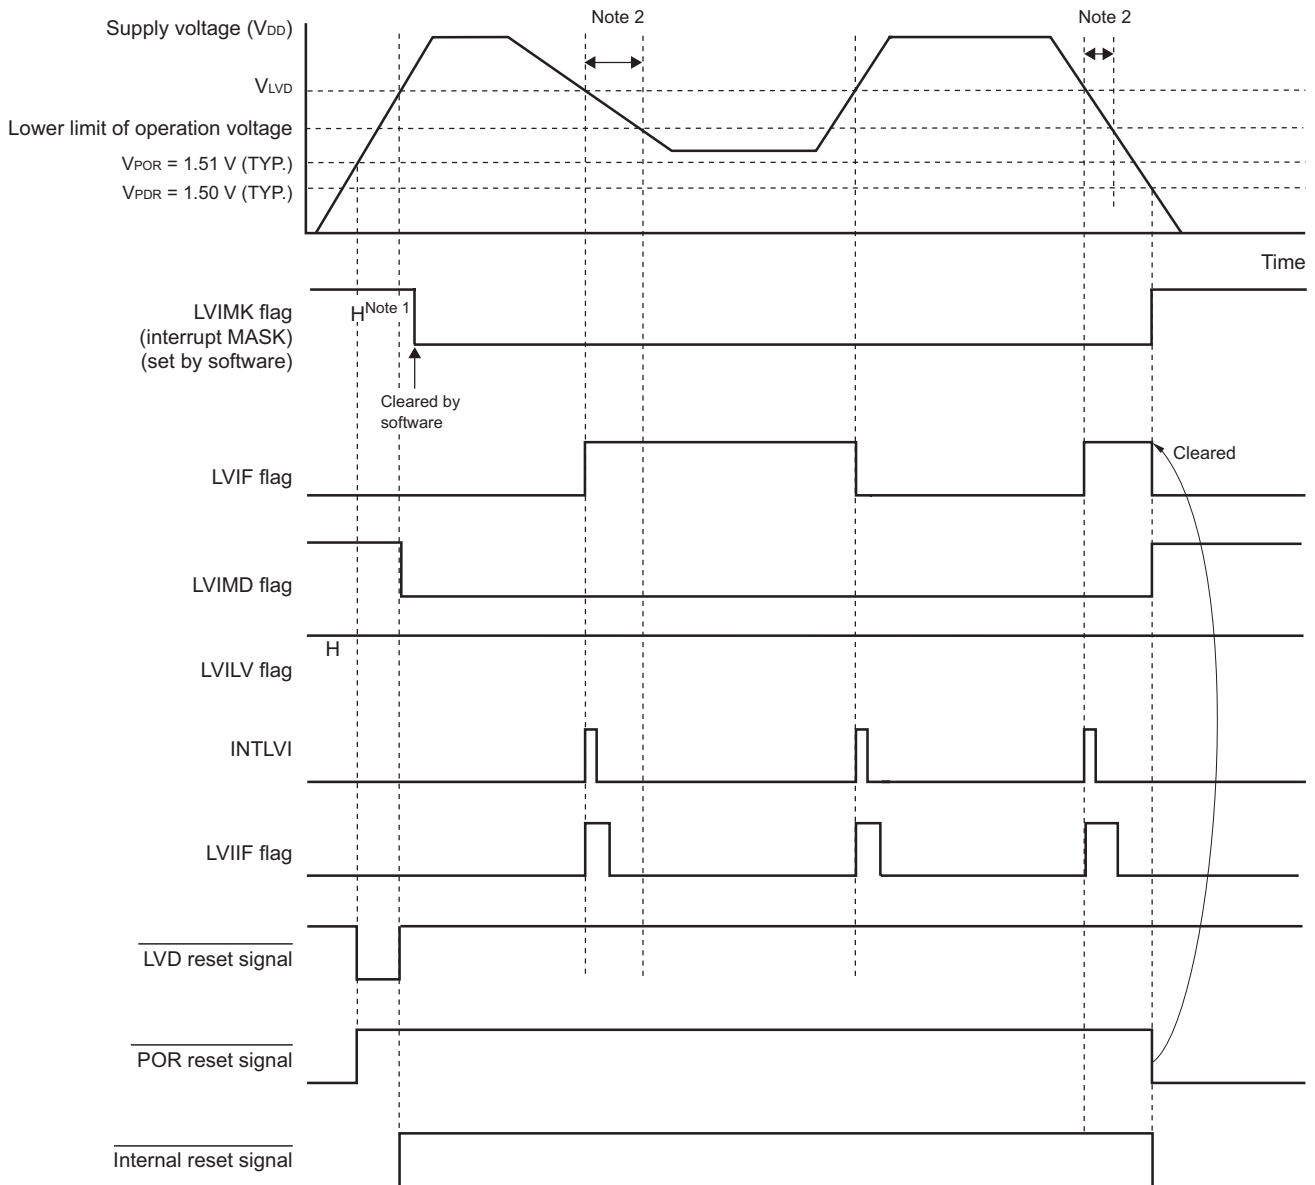 Note 2
Note 2
Supply voltage (VDD)
VLVD
Lower limit of operation voltage
VPOR = 1.51 V (TYP.)
VPDR = 1.50 V (TYP.)
Time
LVIMK flag
(interrupt MASK)
(set by software)
H Note 1
Cleared by
software
LVIF flag
Cleared
LVIMD flag
H
LVILV flag
INTLVI
LVIIF flag
LVD reset signal
POR reset signal
Internal reset signal